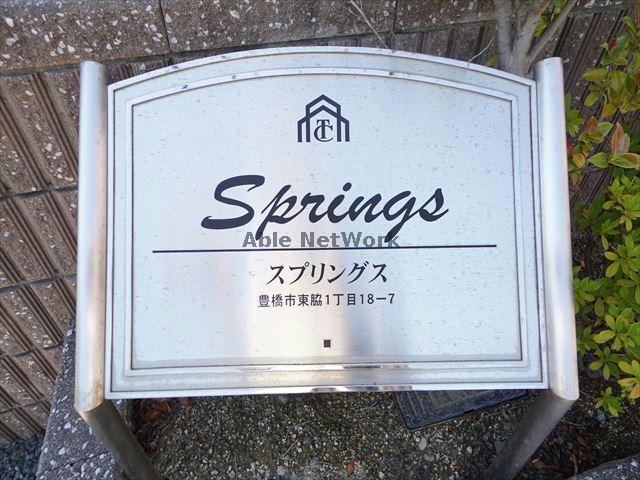 TC
Springs
Able NetWork
スプリングス
豊橋市東脇1丁目18-7